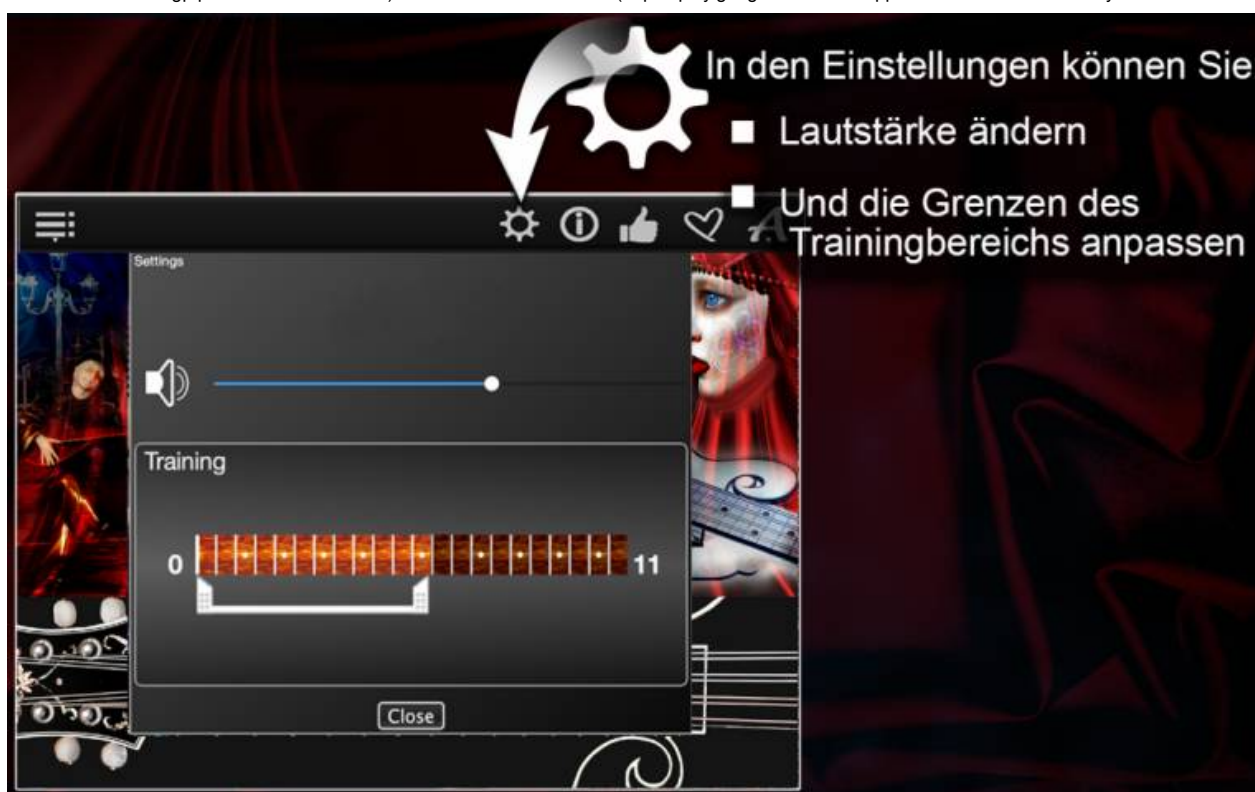 In den Einstellungen können Sie
Lautstärke ändern
Und die Grenzen des
Trainingbereichs anpassen
Settings
Training
0
11
Close